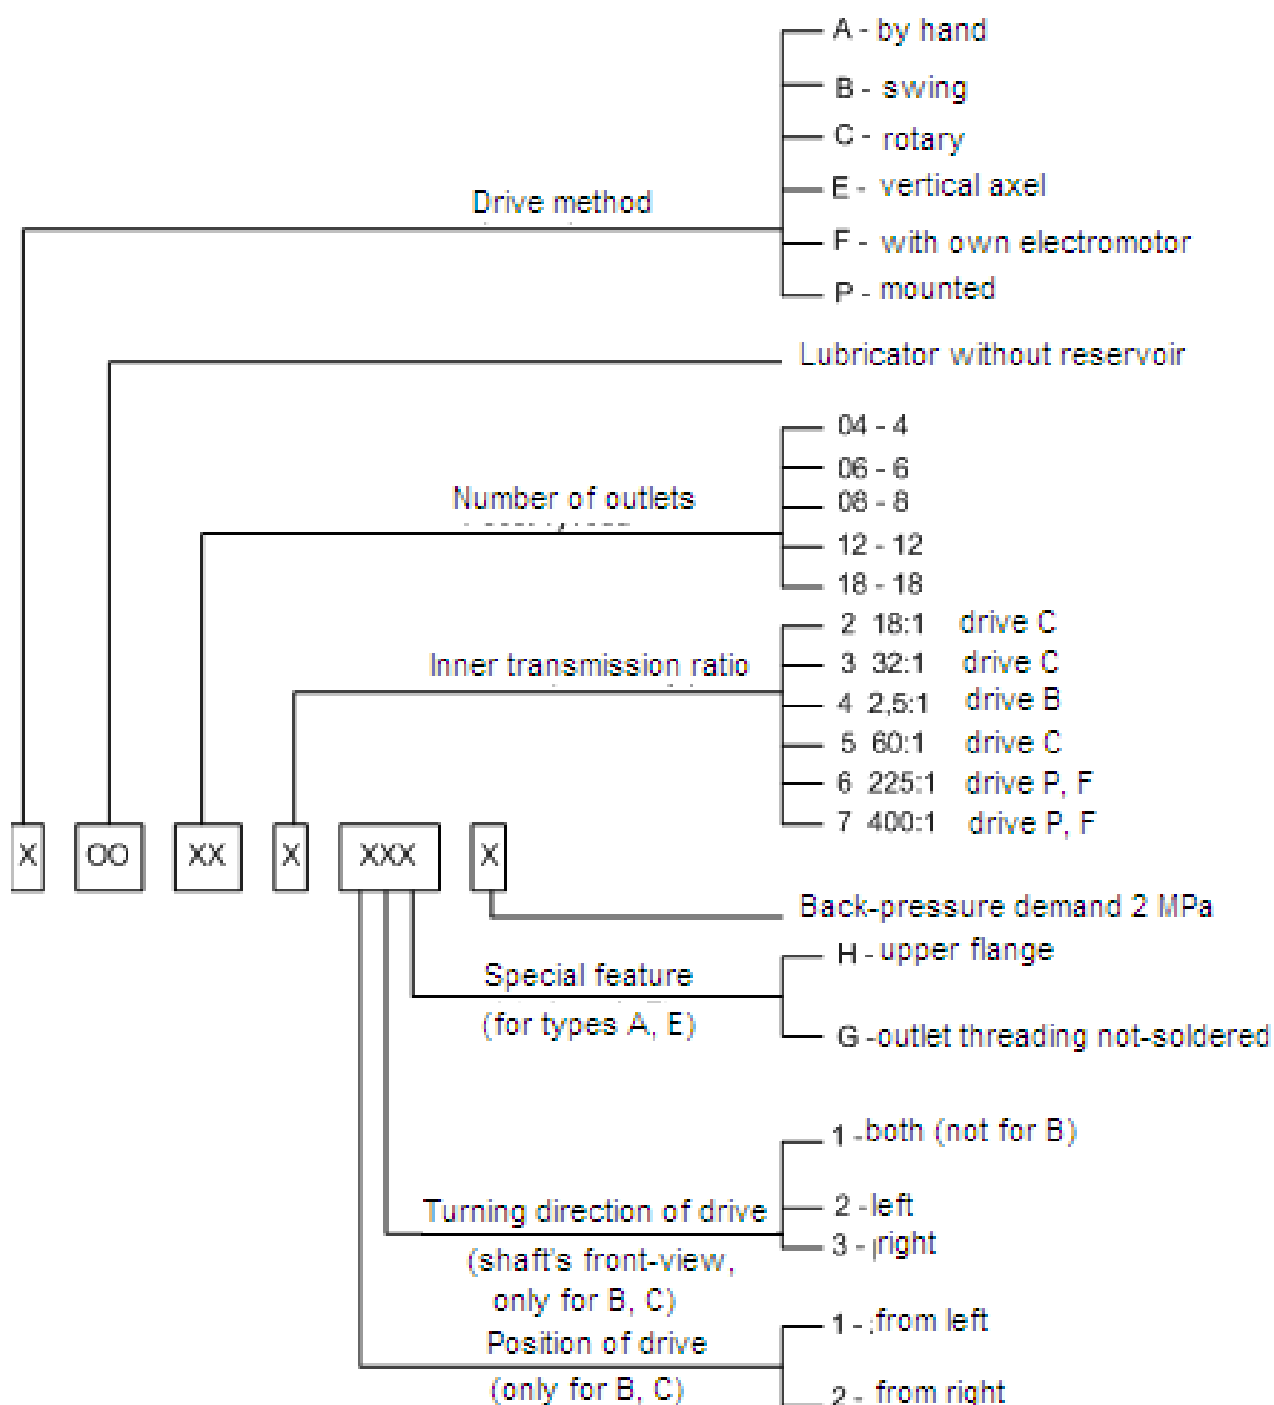 A - by hand
B - swing
C - rotary
E - vertical axel
Drive method
F - with own electromotor
P - mounted
Lubricator without reservoir
04 - 4
06 - 6
08 - 8
Number of outlets
12 - 12
18 - 18
2 18:1 drive C
Inner transmission ratio
3 32:1 drive C
4 2,5:1 drive B
5 60:1 drive C
6 225:1 drive P, F
7 400:1 drive P, F
X OO XX X XXX X
Back-pressure demand 2 MPa
H - upper flange
Special feature
(for types A, E)
G -outlet threading not-soldered
1 -both (not for B)
Turning direction of drive
2 -left
3 - right
(shaft's front-view,
only for B, C)
1 - from left
Position of drive
(only for B, C)
2 - from right